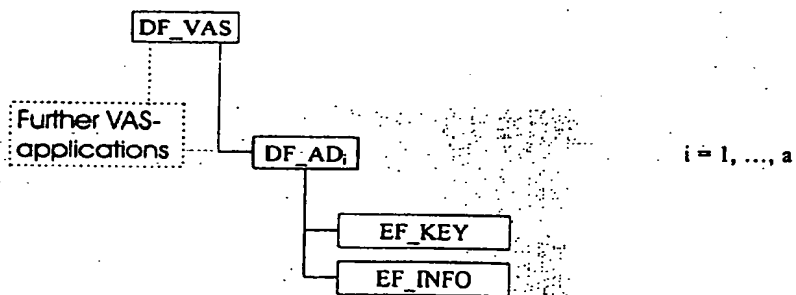 DF_VAS
Further VAS-
applications
DF_ADi
i = 1, ..., a
EF_KEY
EF_INFO